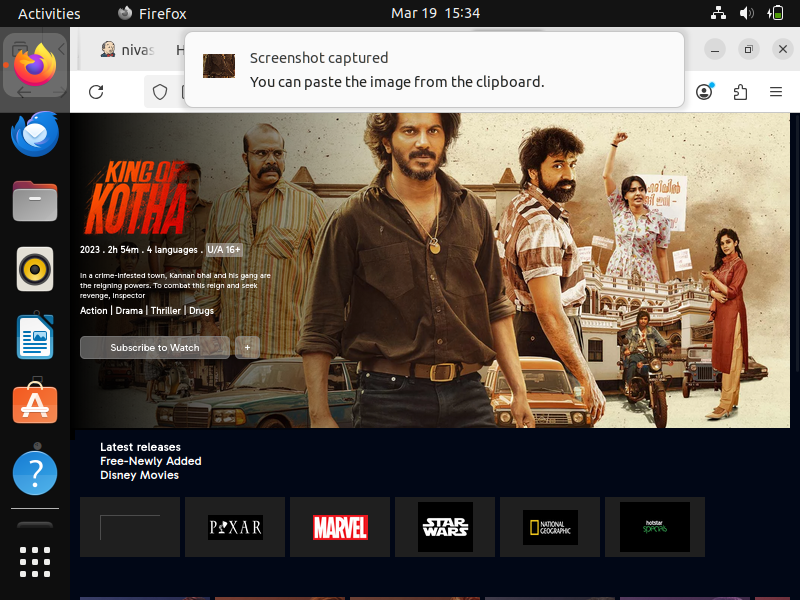 Activities
Firefox
Mar 19 15:34
nivas
H
Screenshot captured
You can paste the image from the clipboard.
KING OF
KOTHA
2023 . 2h 54m . 4 languages . U/A 16+
In a crime-infested town, Kannan bhai and his gang are
the reigning powers. To combat this reign and seek
revenge, Inspector
Action | Drama | Thriller | Drugs
Subscribe to Watch
+
Latest releases
Free-Newly Added
Disney Movies
PIXAR
MARVEL
STAR
WARS
NATIONAL
GEOGRAPHIC
hotstar
specials